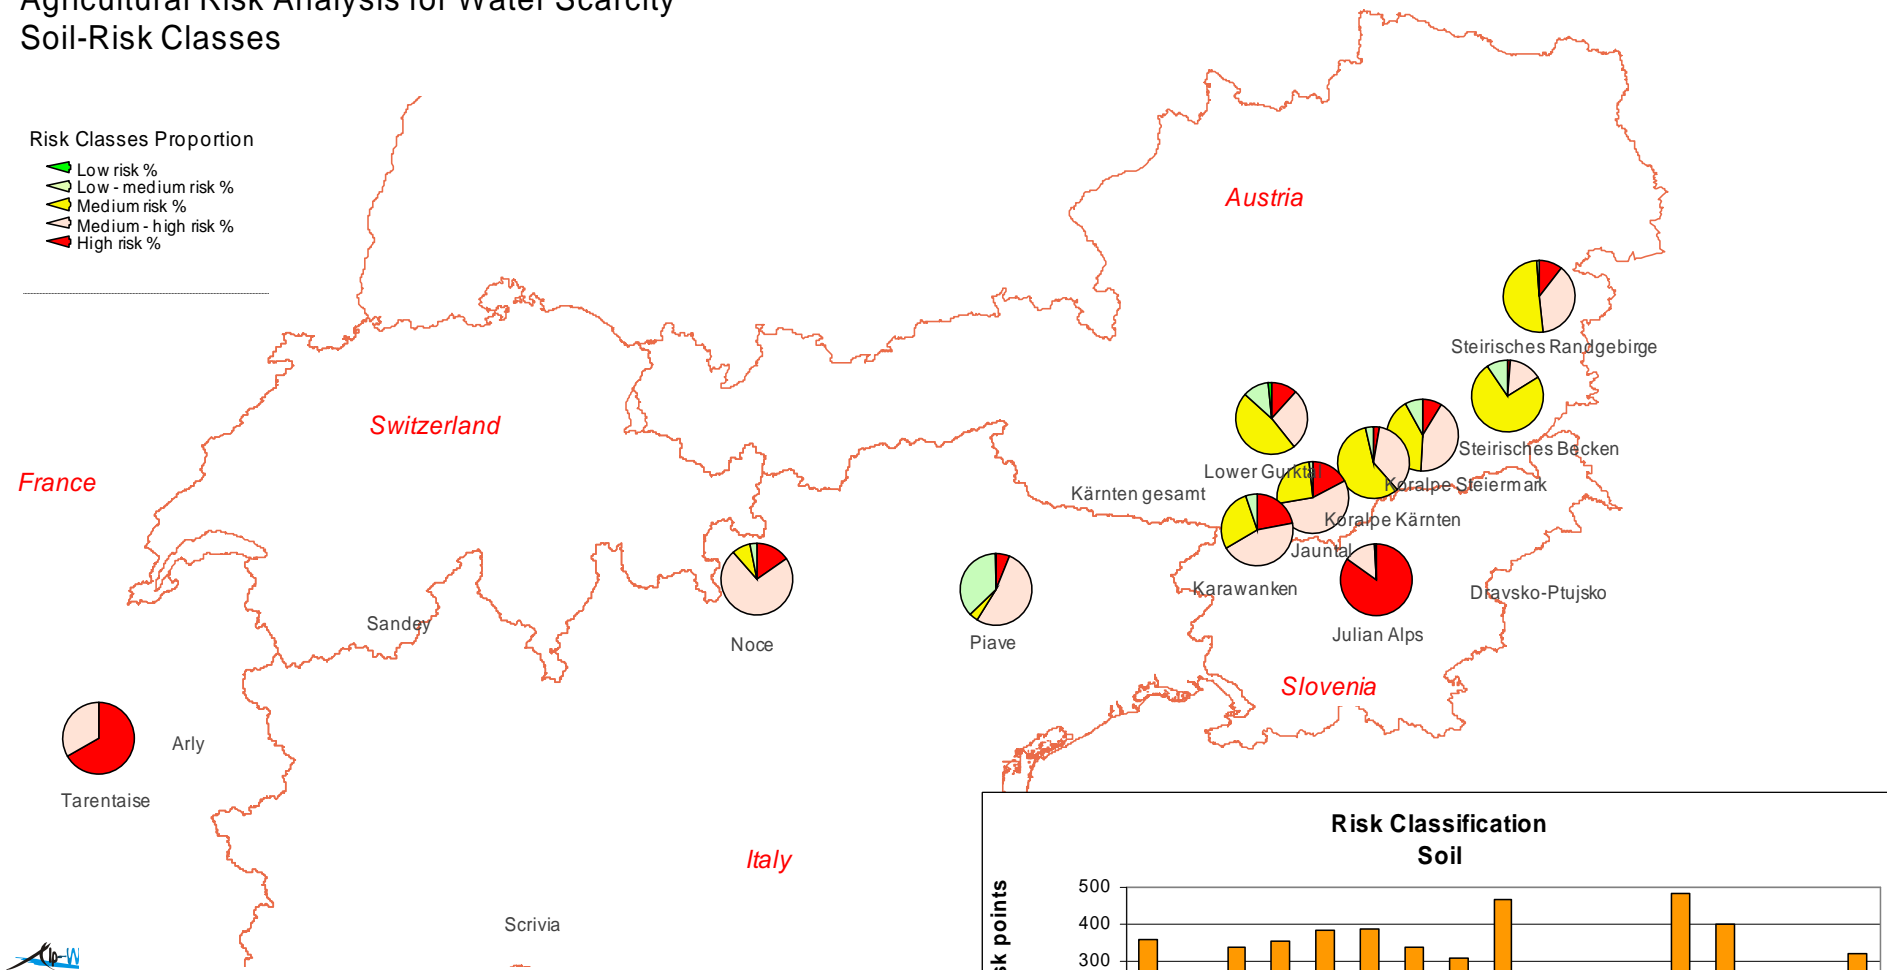 Agricultural Risk Analysis for Water Scarcity
Soil-Risk Classes
Risk Classes Proportion
Low risk %
Low - medium risk %
Medium risk %
Medium - high risk %
High risk %
Austria
Steirisches Randgebirge
Switzerland
Steirisches Becken
France
Lower Gurktal
Koralpe Steiermark
Kärnten gesamt
Koralpe Kärnten
Jauntal
Karawanken
Dravsko-Ptujsko
Sandey
Noce
Piave
Julian Alps
Slovenia
Arly
Tarentaise
Italy
Scrivia
Risk Classification
Soil
points
500
400
300